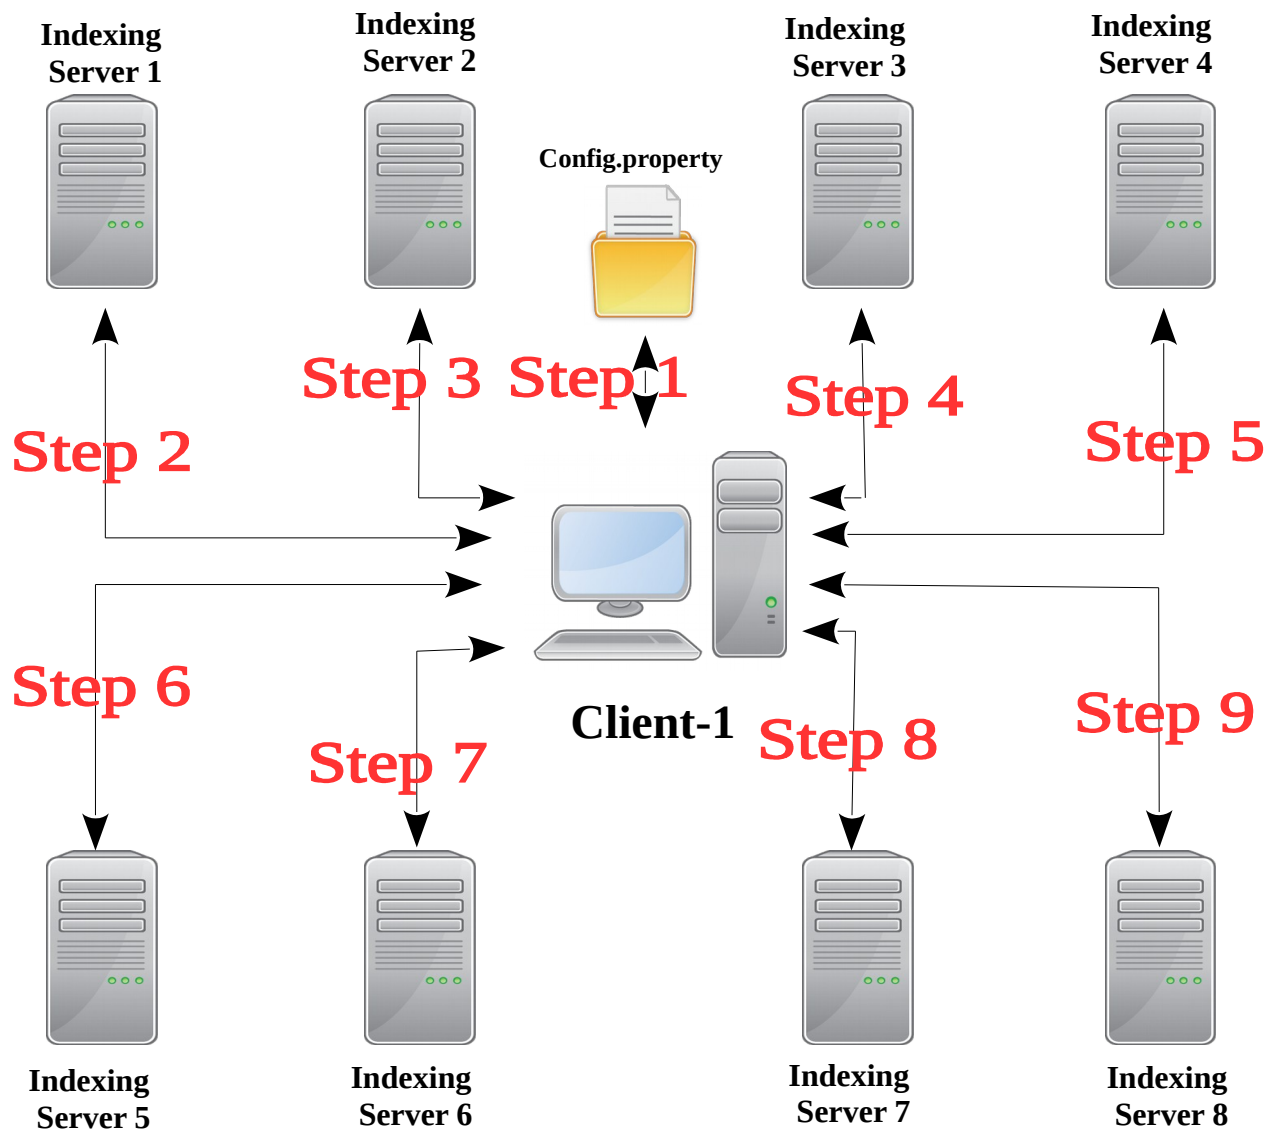 Indexing
Server 1
Indexing
Server 2
Indexing
Server 3
Indexing
Server 4
Config.property
Step 3
Step 1
Step 4
Step 2
Step 5
Step 6
Client-1
Step 7
Step 8
Step 9
Indexing
Server 5
Indexing
Server 6
Indexing
Server 7
Indexing
Server 8